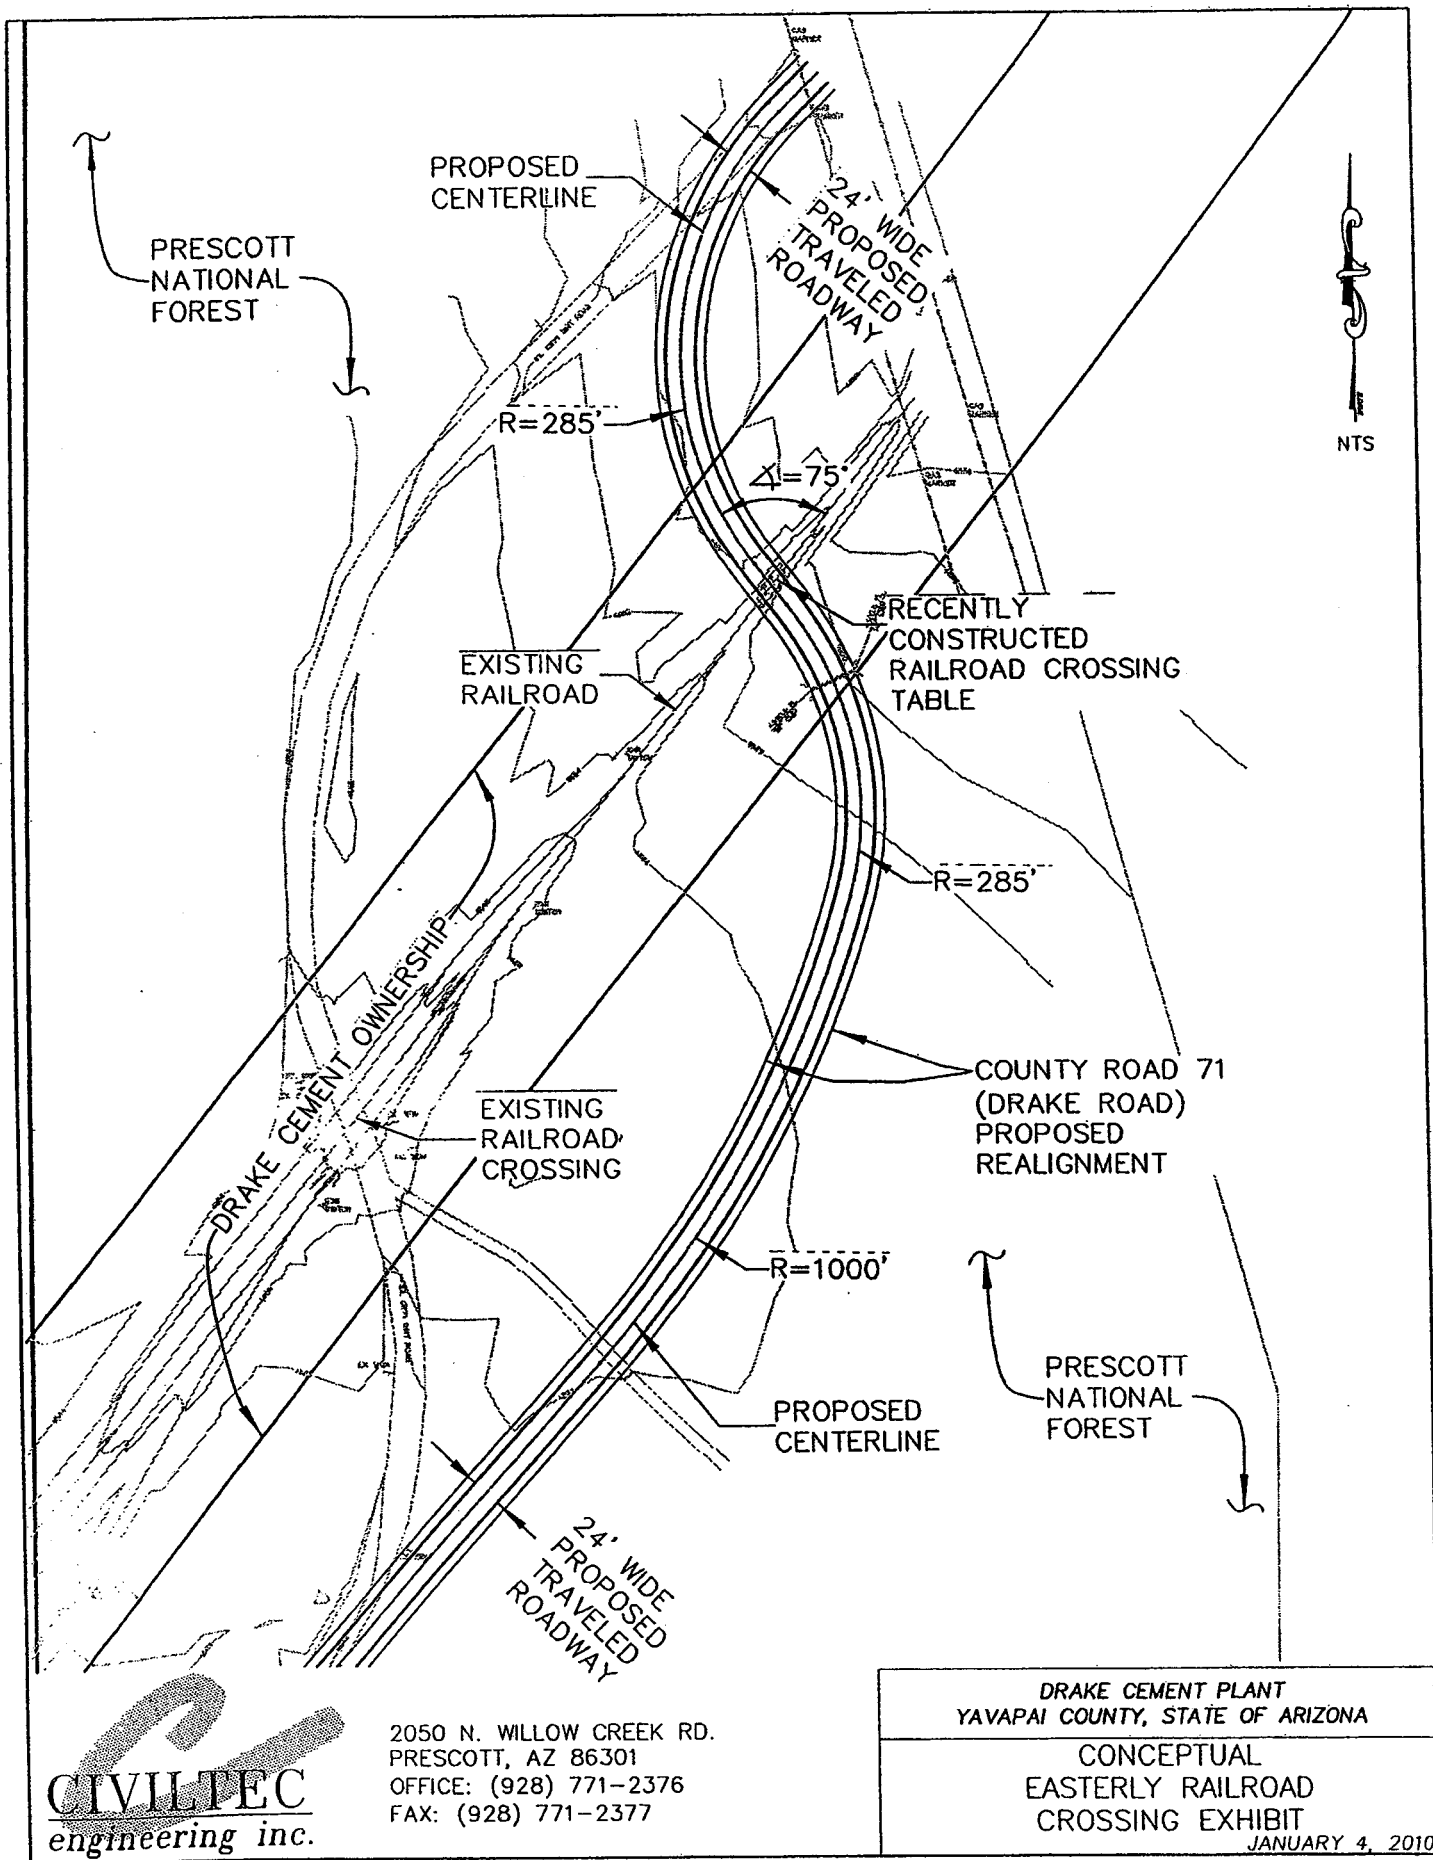 GAS
MARKER
PROPOSED
CENTERLINE
24' WIDE
PROPOSED
TRAVELED
ROADWAY
PRESCOTT
NATIONAL
FOREST
R=285'
NTS
∡=75°
RECENTLY
CONSTRUCTED
RAILROAD CROSSING
TABLE
EXISTING
RAILROAD
R=285'
DRAKE CEMENT OWNERSHIP
COUNTY ROAD 71
(DRAKE ROAD)
PROPOSED
REALIGNMENT
EXISTING
RAILROAD
CROSSING
R=1000'
PRESCOTT
NATIONAL
FOREST
PROPOSED
CENTERLINE
24' WIDE
PROPOSED
TRAVELED
ROADWAY
CIVILTEC
engineering inc.
2050 N. WILLOW CREEK RD.
PRESCOTT, AZ 86301
OFFICE: (928) 771-2376
FAX: (928) 771-2377
DRAKE CEMENT PLANT
YAVAPAI COUNTY, STATE OF ARIZONA
CONCEPTUAL
EASTERLY RAILROAD
CROSSING EXHIBIT
JANUARY 4, 2010